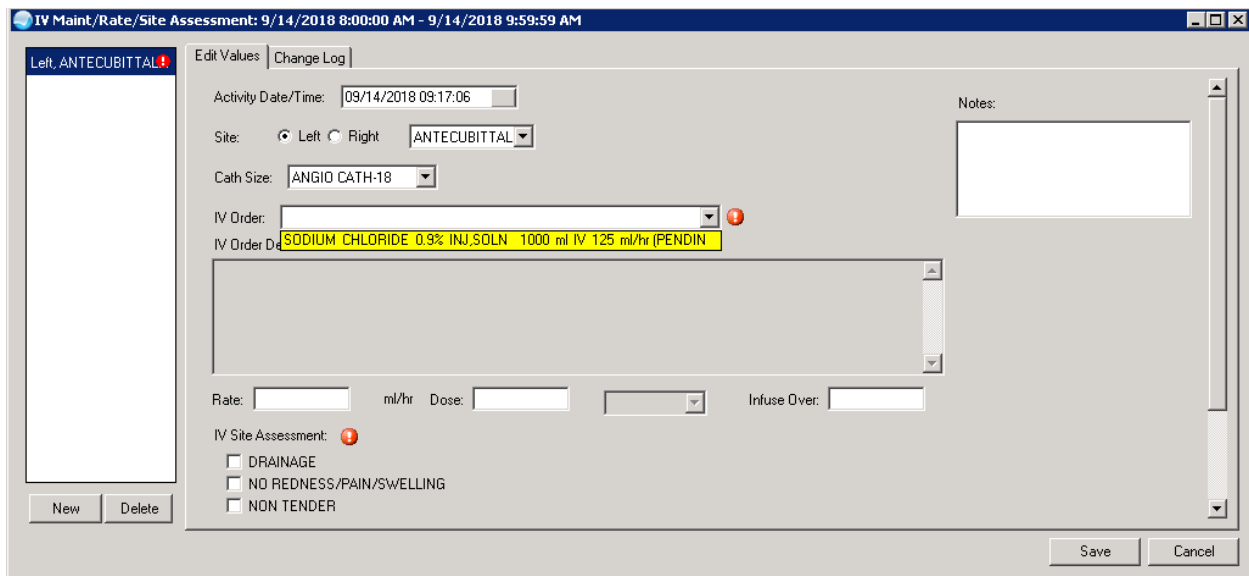 IV Maint/Rate/Site Assessment: 9/14/2018 8:00:00 AM - 9/14/2018 9:59:59 AM
Left, ANTECUBITTAL...
Edit Values Change Log
Activity Date/Time: 09/14/2018 09:17:06
Notes:
Site: Left Right ANTECUBITTAL
Cath Size: ANGIO CATH-18
IV Order:
SODIUM CHLORIDE 0.9% INJ,SOLN 1000 ml IV 125 ml/hr (PENDIN
IV Order De
Rate: ml/hr Dose: Infuse Over:
IV Site Assessment:
DRAINAGE
NO REDNESS/PAIN/SWELLING
NON TENDER
New Delete
Save Cancel